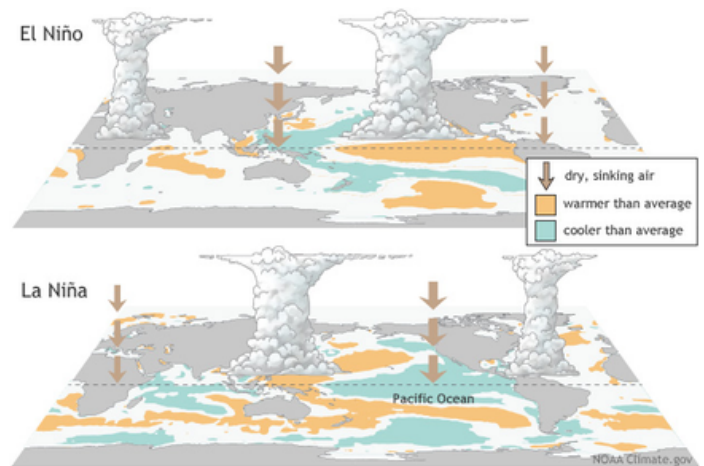 El Niño
dry, sinking air
warmer than average
cooler than average
La Niña
Pacific Ocean
NOAA Climate.gov